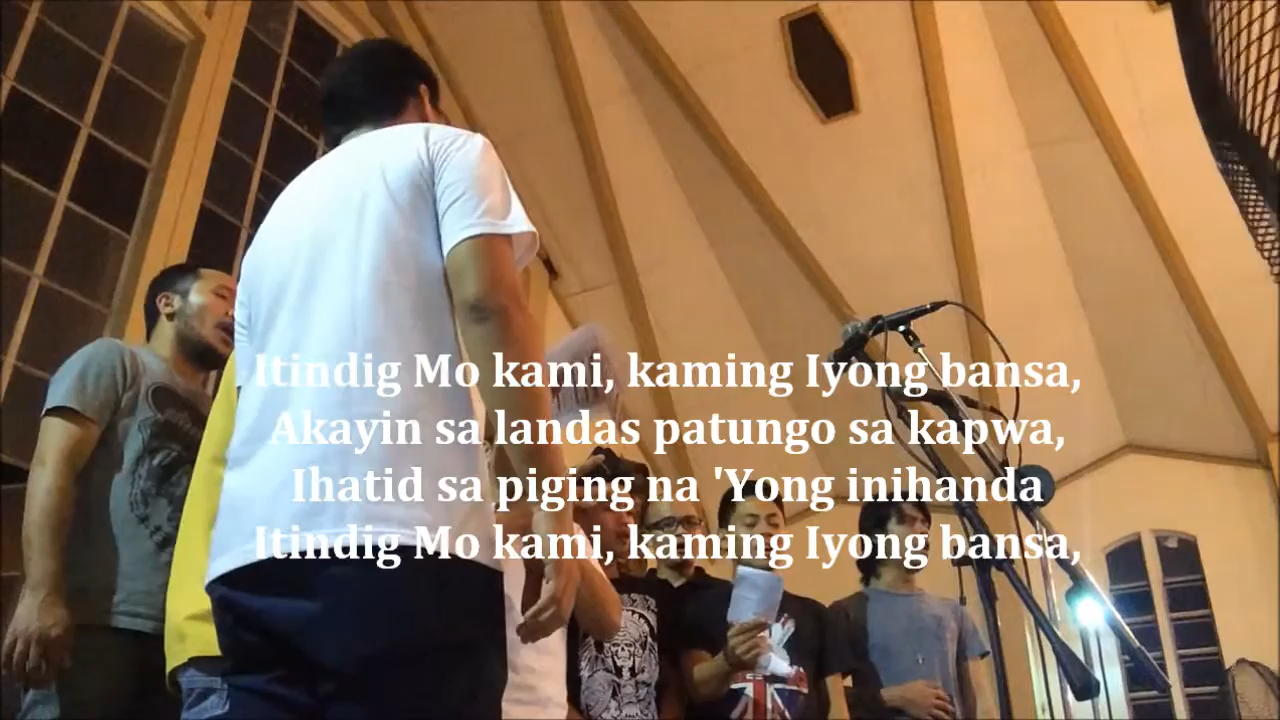 Itindig Mo kami, kaming Iyong bansa,
Akayin sa landas patungo sa kapwa,
Ihatid sa piging na 'Yong inihanda
Itindig Mo kami, kaming Iyong bansa,